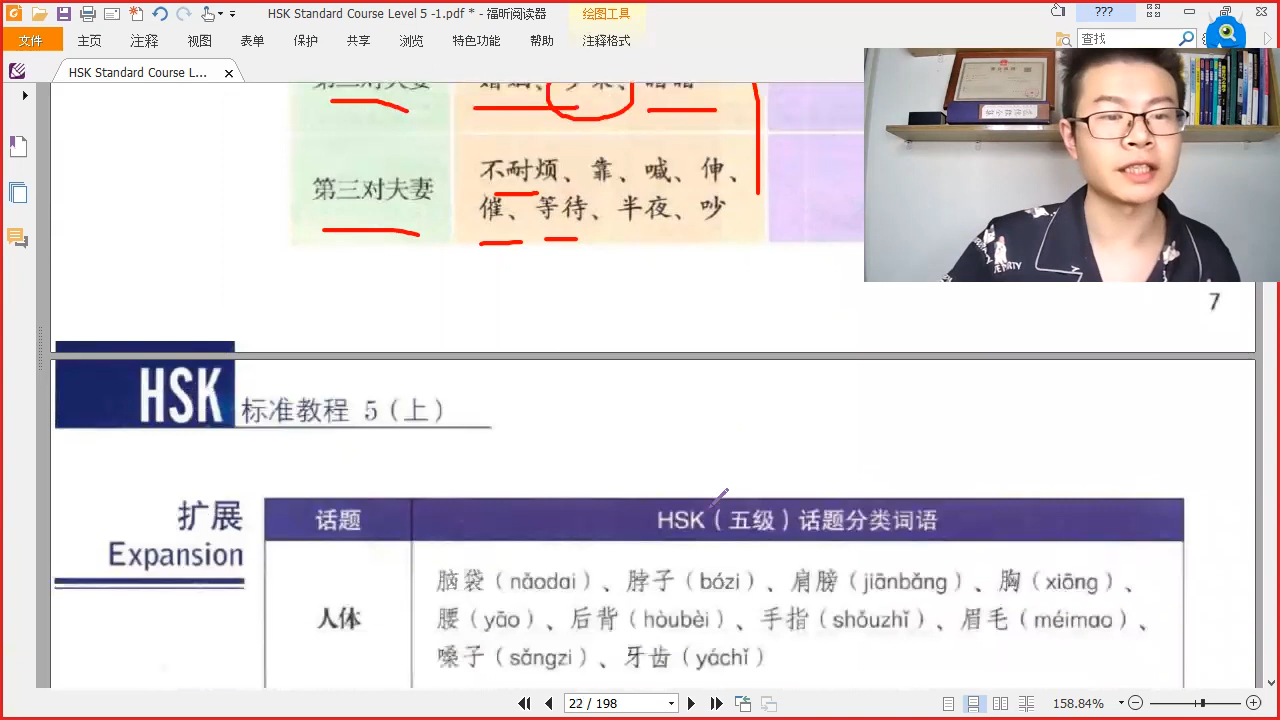 HSK Standard Course Level 5 -1.pdf * - 福昕阅读器
绘图工具
???
文件 主页 注释 视图 表单 保护 共享 浏览 特色功能 帮助 注释格式
查找
HSK Standard Course L...
第三对夫妻
不耐烦、靠、喊、伸、
催、等待、半夜、吵
7
HSK 标准教程 5（上）
扩展
Expansion
话题
HSK（五级）话题分类词语
人体
脑袋（nǎodai）、脖子（bózi）、肩膀（jiānbǎng）、胸（xiōng）、
腰（yāo）、后背（hòubèi）、手指（shǒuzhǐ）、眉毛（méimao）、
嗓子（sǎngzi）、牙齿（yáchǐ）
22 / 198
158.84%